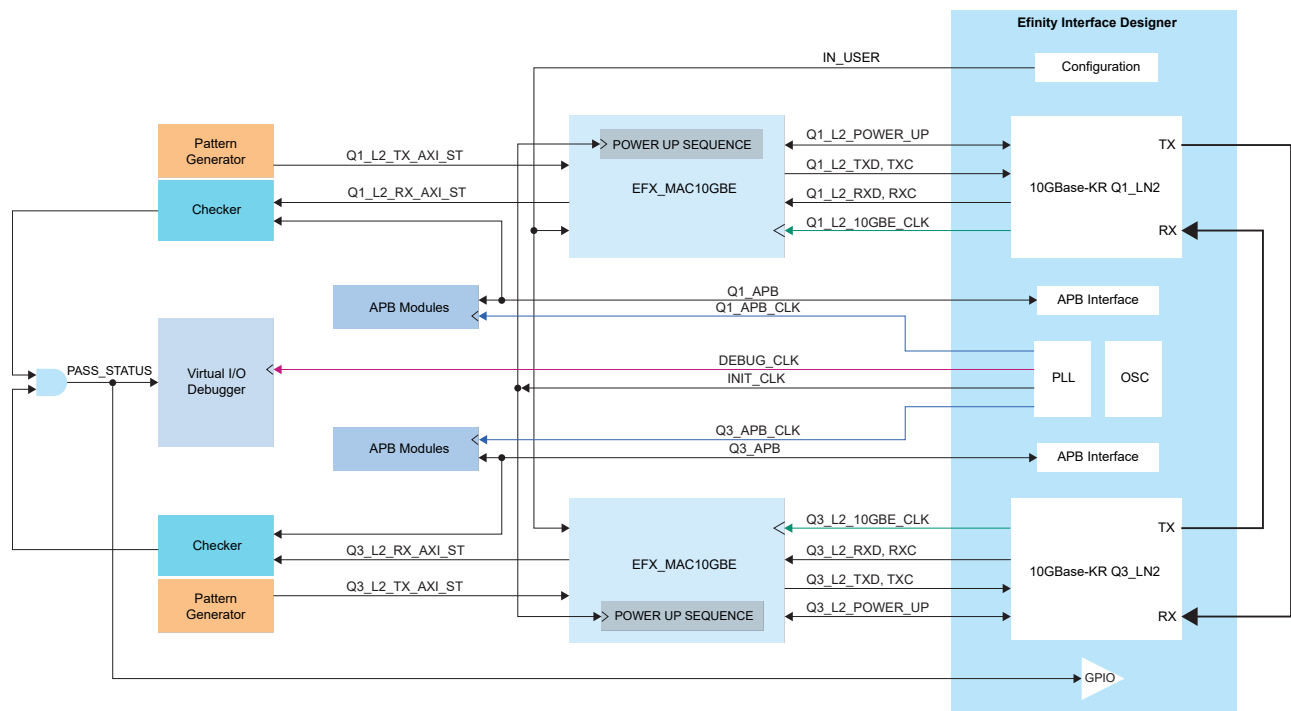 Efinity Interface Designer
IN_USER
Configuration
Pattern
Generator
Q1_L2_TX_AXI_ST
POWER UP SEQUENCE
Q1_L2_POWER_UP
TX
Q1_L2_TXD, TXC
Checker
Q1_L2_RX_AXI_ST
EFX_MAC10GBE
Q1_L2_RXD, RXC
10GBase-KR Q1_LN2
Q1_L2_10GBE_CLK
RX
APB Modules
Q1_APB
Q1_APB_CLK
APB Interface
PASS_STATUS
Virtual I/O
Debugger
DEBUG_CLK
INIT_CLK
PLL
OSC
APB Modules
Q3_APB_CLK
Q3_APB
APB Interface
Checker
Q3_L2_RX_AXI_ST
EFX_MAC10GBE
Q3_L2_10GBE_CLK
TX
Q3_L2_RXD, RXC
10GBase-KR Q3_LN2
Pattern
Generator
Q3_L2_TX_AXI_ST
Q3_L2_TXD, TXC
POWER UP SEQUENCE
Q3_L2_POWER_UP
RX
GPIO